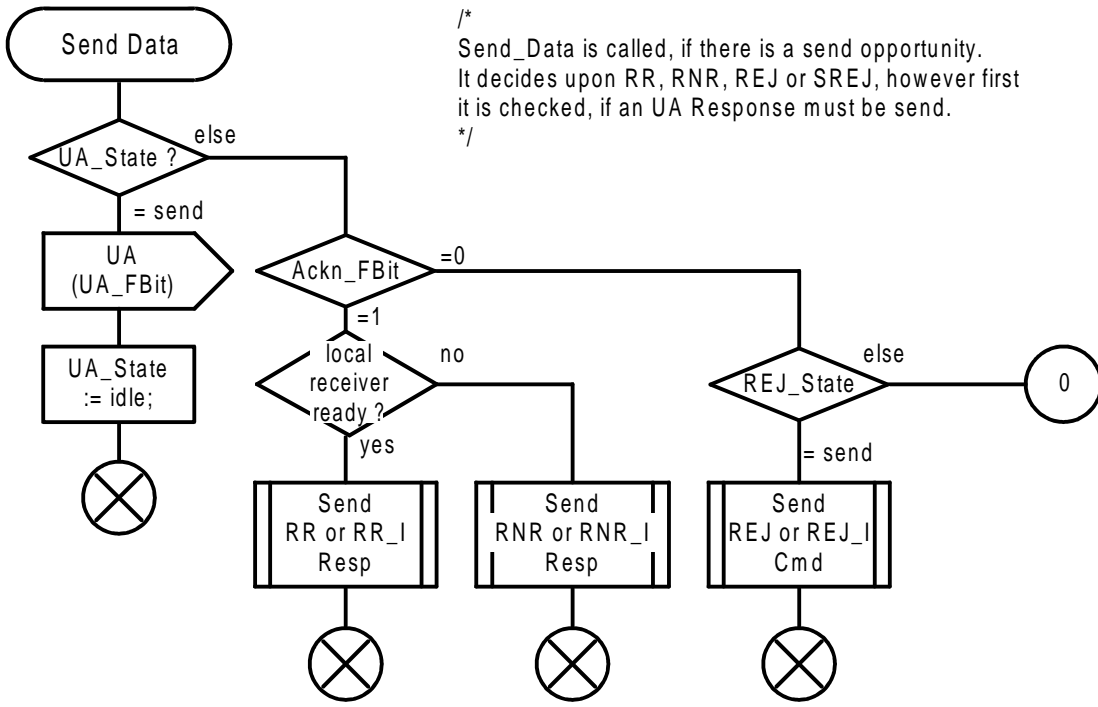 Send Data
/*
Send_Data is called, if there is a send opportunity.
It decides upon RR, RNR, REJ or SREJ, however first
it is checked, if an UA Response must be send.
*/
UA_State ?
else
= send
UA
(UA_FBit)
UA_State
:= idle;
Ackn_FBit
=0
=1
local
receiver
ready ?
no
yes
REJ_State
else
0
= send
Send
RR or RR_I
Resp
Send
RNR or RNR_I
Resp
Send
REJ or REJ_I
Cmd